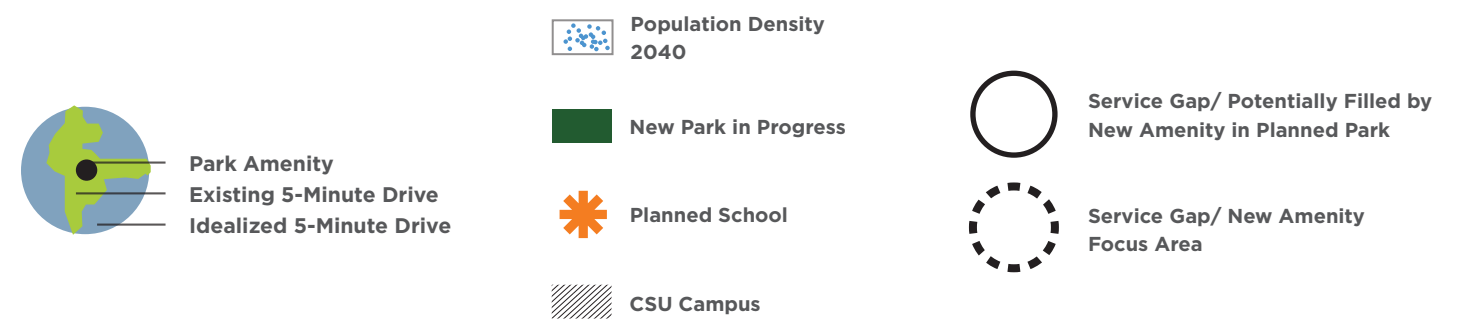 Park Amenity
Existing 5-Minute Drive
Idealized 5-Minute Drive
Population Density
2040
New Park in Progress
Planned School
CSU Campus
Service Gap/ Potentially Filled by
New Amenity in Planned Park
Service Gap/ New Amenity
Focus Area